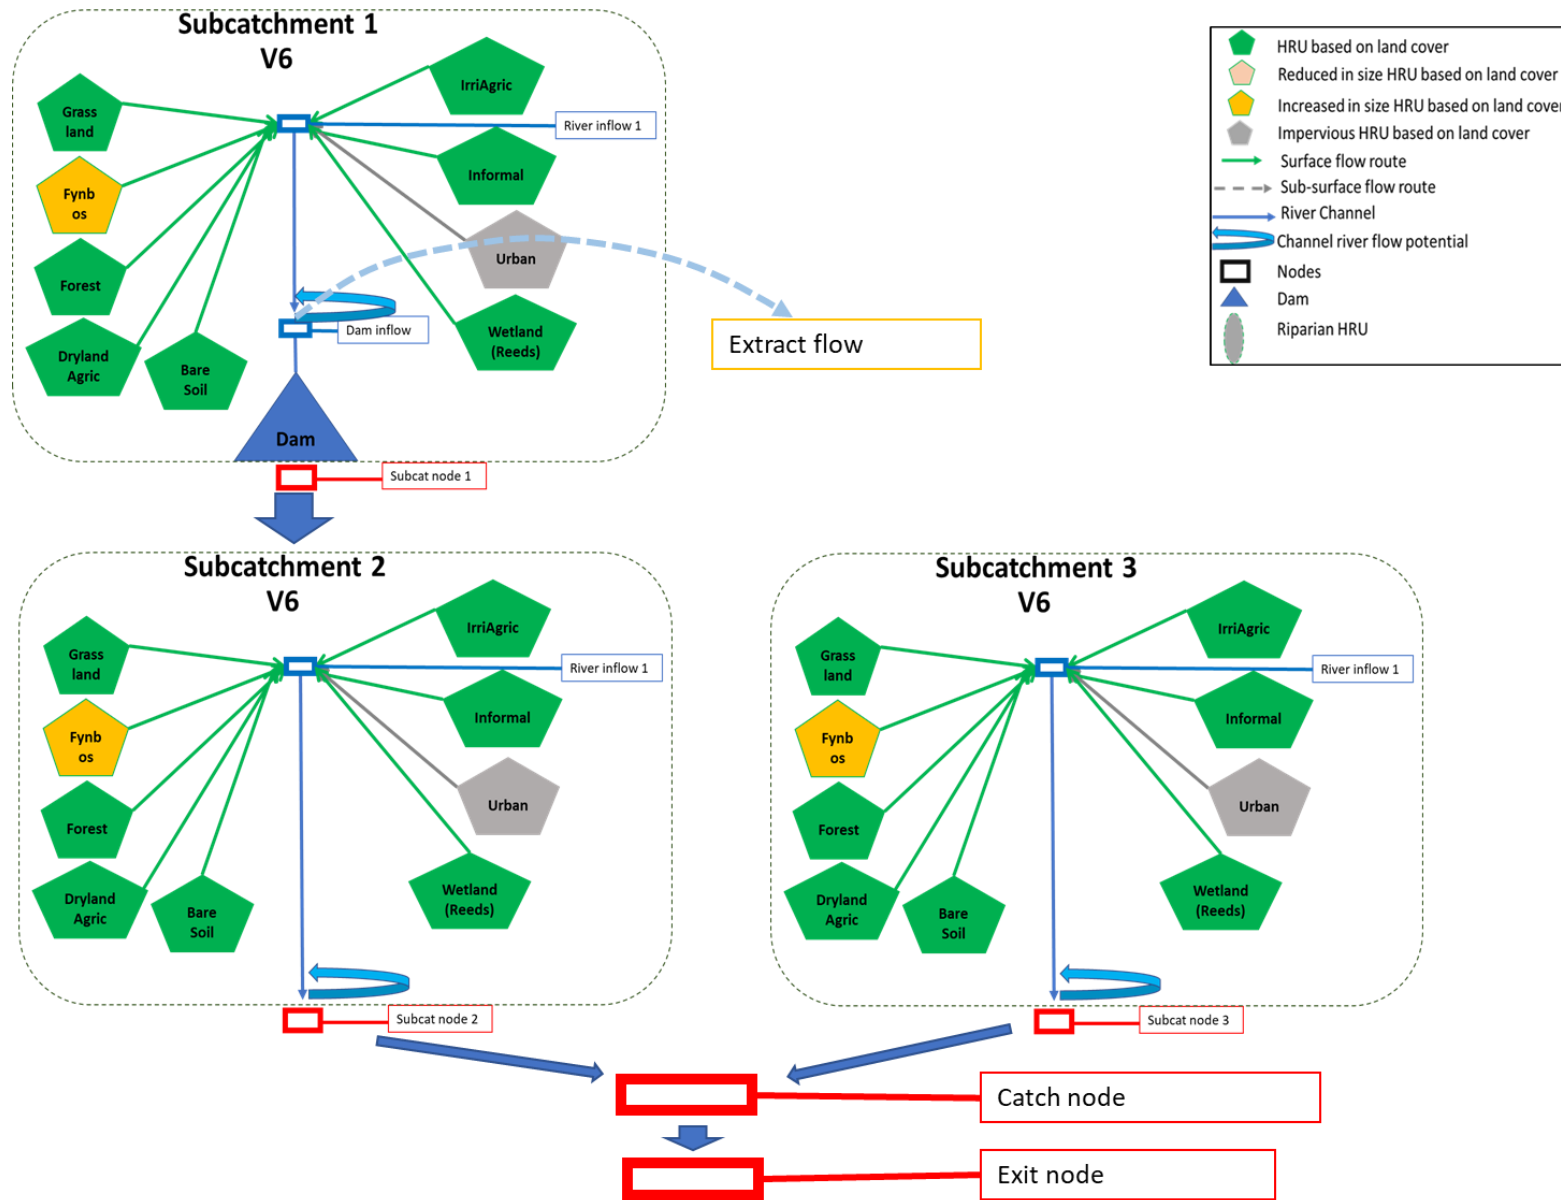 Subcatchment 1
V6
Grass
land
Fynb
os
Forest
Dryland
Agric
Bare
Soil
IrriAgric
River inflow 1
Informal
Urban
Wetland
(Reeds)
Dam inflow
Dam
Subcat node 1
Extract flow
HRU based on land cover
Reduced in size HRU based on land cover
Increased in size HRU based on land cover
Impervious HRU based on land cover
Surface flow route
Sub-surface flow route
River Channel
Channel river flow potential
Nodes
Dam
Riparian HRU
Subcatchment 2
V6
Grass
land
Fynb
os
Forest
Dryland
Agric
Bare
Soil
IrriAgric
River inflow 1
Informal
Urban
Wetland
(Reeds)
Subcat node 2
Subcatchment 3
V6
Grass
land
Fynb
os
Forest
Dryland
Agric
Bare
Soil
IrriAgric
River inflow 1
Informal
Urban
Wetland
(Reeds)
Subcat node 3
Catch node
Exit node